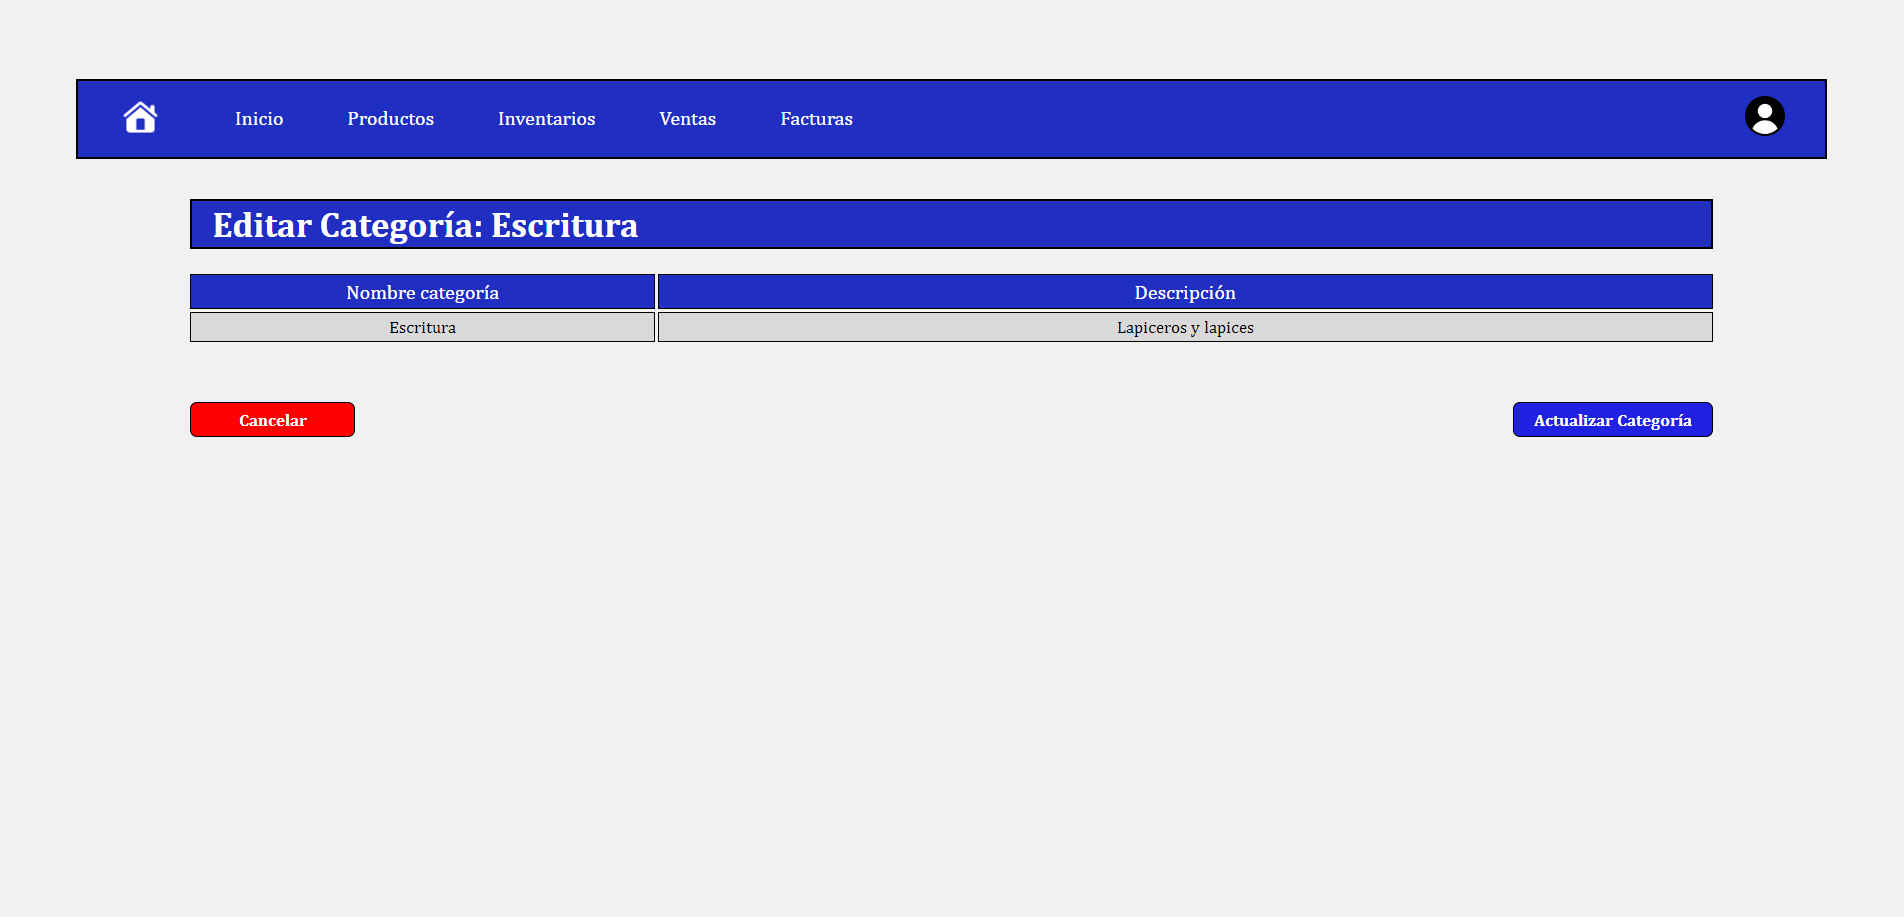 Inicio Productos Inventarios Ventas Facturas
Editar Categoría: Escritura
Nombre categoría Descripción
Escritura Lapiceros y lapices
Cancelar Actualizar Categoría